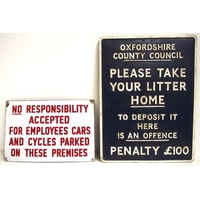 NO RESPONSIBILITY
ACCEPTED
FOR EMPLOYEES CARS
AND CYCLES PARKED
ON THESE PREMISES
OXFORDSHIRE
COUNTY COUNCIL
PLEASE TAKE
YOUR LITTER
HOME
TO DEPOSIT IT
HERE
IS AN OFFENCE
PENALTY £100